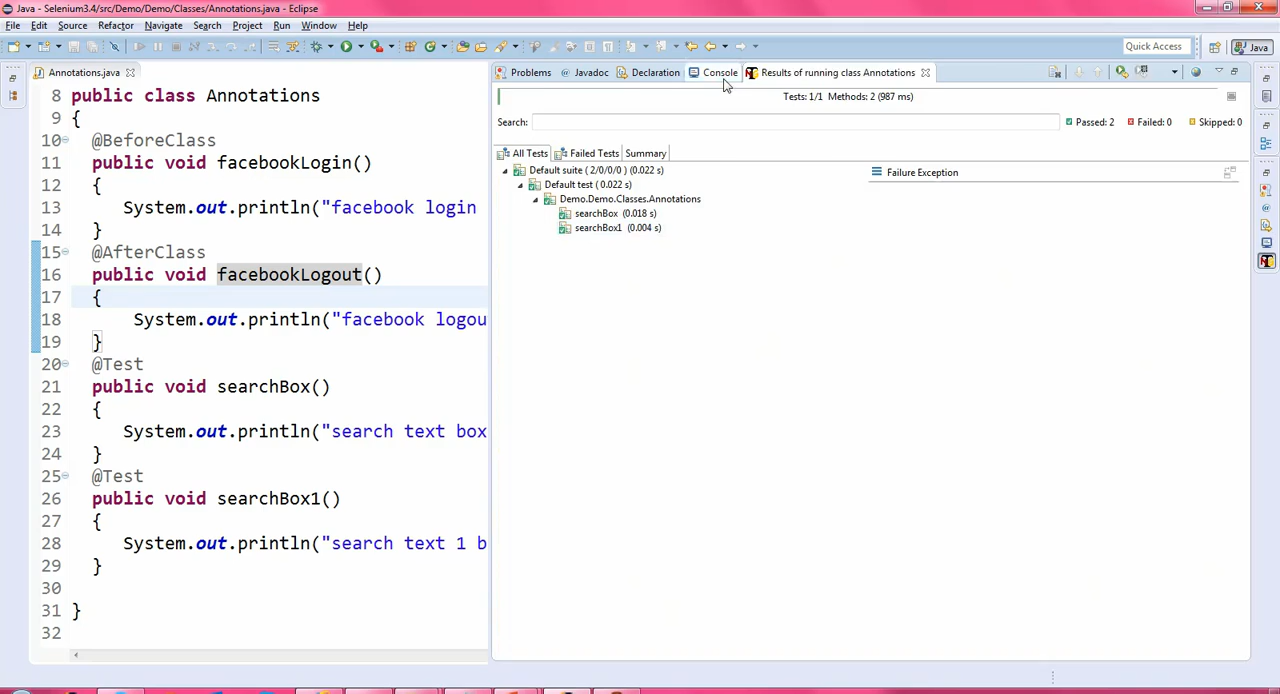 Java - Selenium3.4/src/Demo/Demo/Classes/Annotations.java - Eclipse
File Edit Source Refactor Navigate Search Project Run Window Help
Quick Access Java
Annotations.java
8 public class Annotations
9 {
10 @BeforeClass
11 public void facebookLogin()
12 {
13 System.out.println("facebook login
14 }
15 @AfterClass
16 public void facebookLogout()
17 {
18 System.out.println("facebook logou
19 }
20 @Test
21 public void searchBox()
22 {
23 System.out.println("search text box
24 }
25 @Test
26 public void searchBox1()
27 {
28 System.out.println("search text 1 b
29 }
30
31 }
32
Problems @ Javadoc Declaration Console Results of running class Annotations
Tests: 1/1 Methods: 2 (987 ms)
Search: Passed: 2 Failed: 0 Skipped: 0
All Tests Failed Tests Summary
Default suite ( 2/0/0/0 ) (0.022 s)
Default test ( 0.022 s)
Demo.Demo.Classes.Annotations
searchBox (0.018 s)
searchBox1 (0.004 s)
Failure Exception